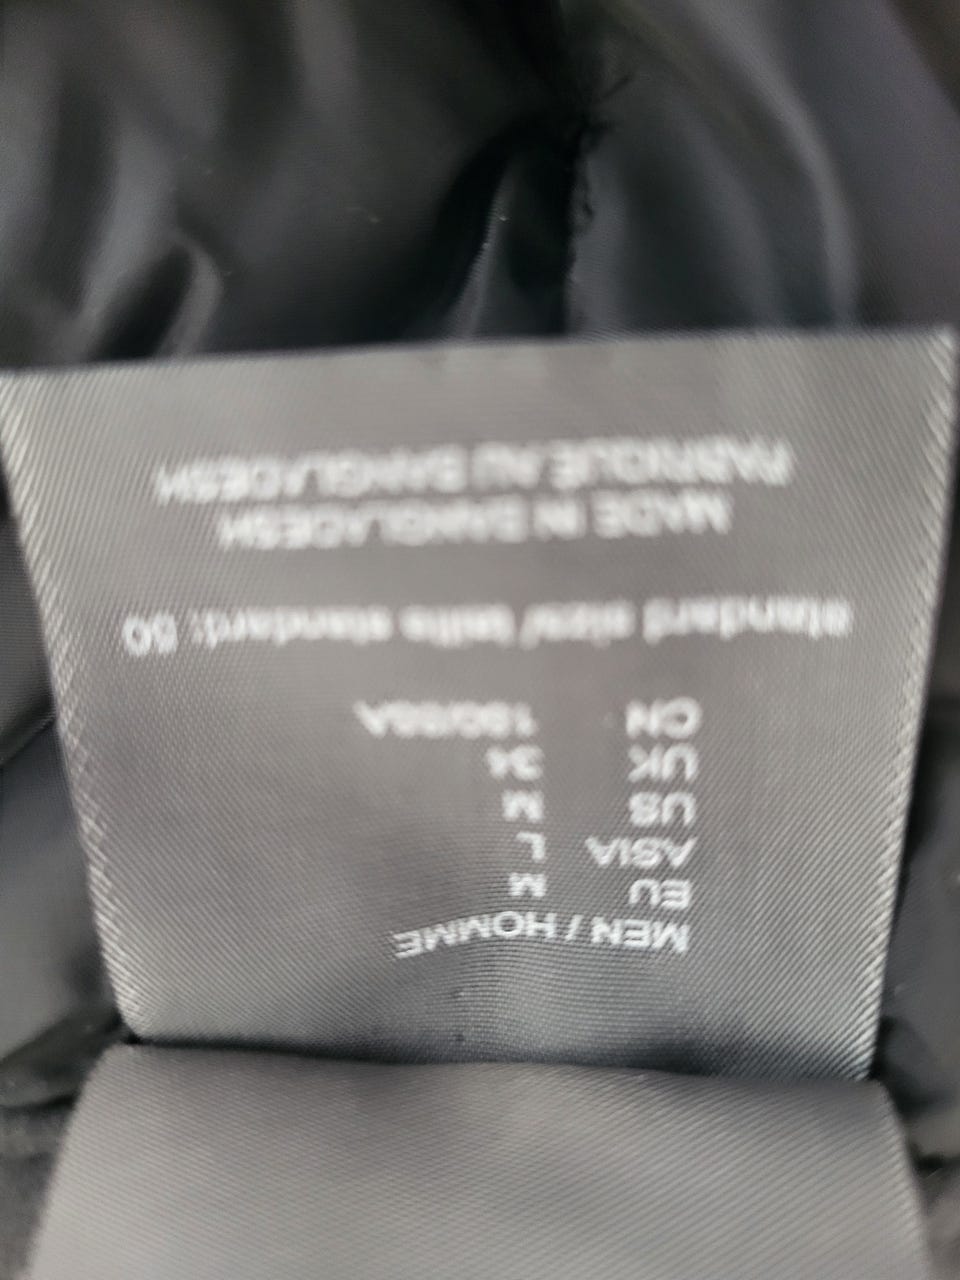 MEN / HOMME
EU M
ASIA L
US M
UK 34
CN 180/88A
standard size/ taille standard: 50
MADE IN BANGLADESH
FABRIQUÉ AU BANGLADESH